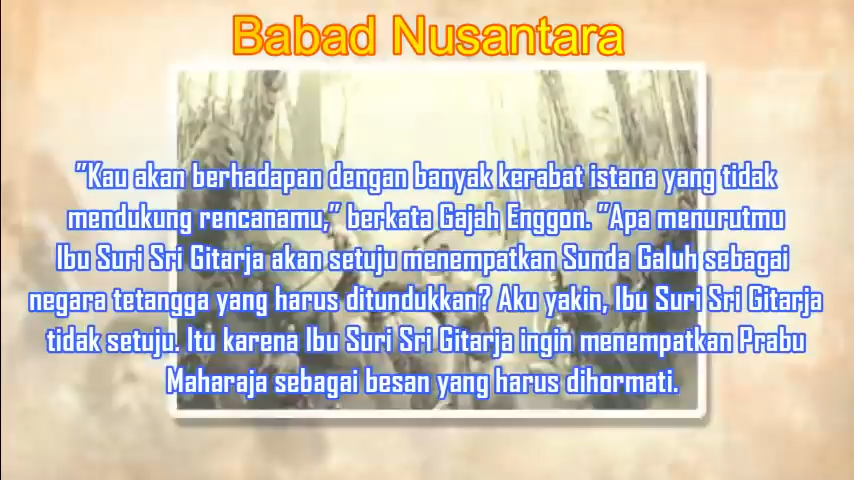 Babad Nusantara
"Kau akan berhadapan dengan banyak kerabat istana yang tidak
mendukung rencanamu," berkata Gajah Enggon. "Apa menurutmu
Ibu Suri Sri Gitarja akan setuju menempatkan Sunda Galuh sebagai
negara tetangga yang harus ditundukkan? Aku yakin, Ibu Suri Sri Gitarja
tidak setuju. Itu karena Ibu Suri Sri Gitarja ingin menempatkan Prabu
Maharaja sebagai besan yang harus dihormati.